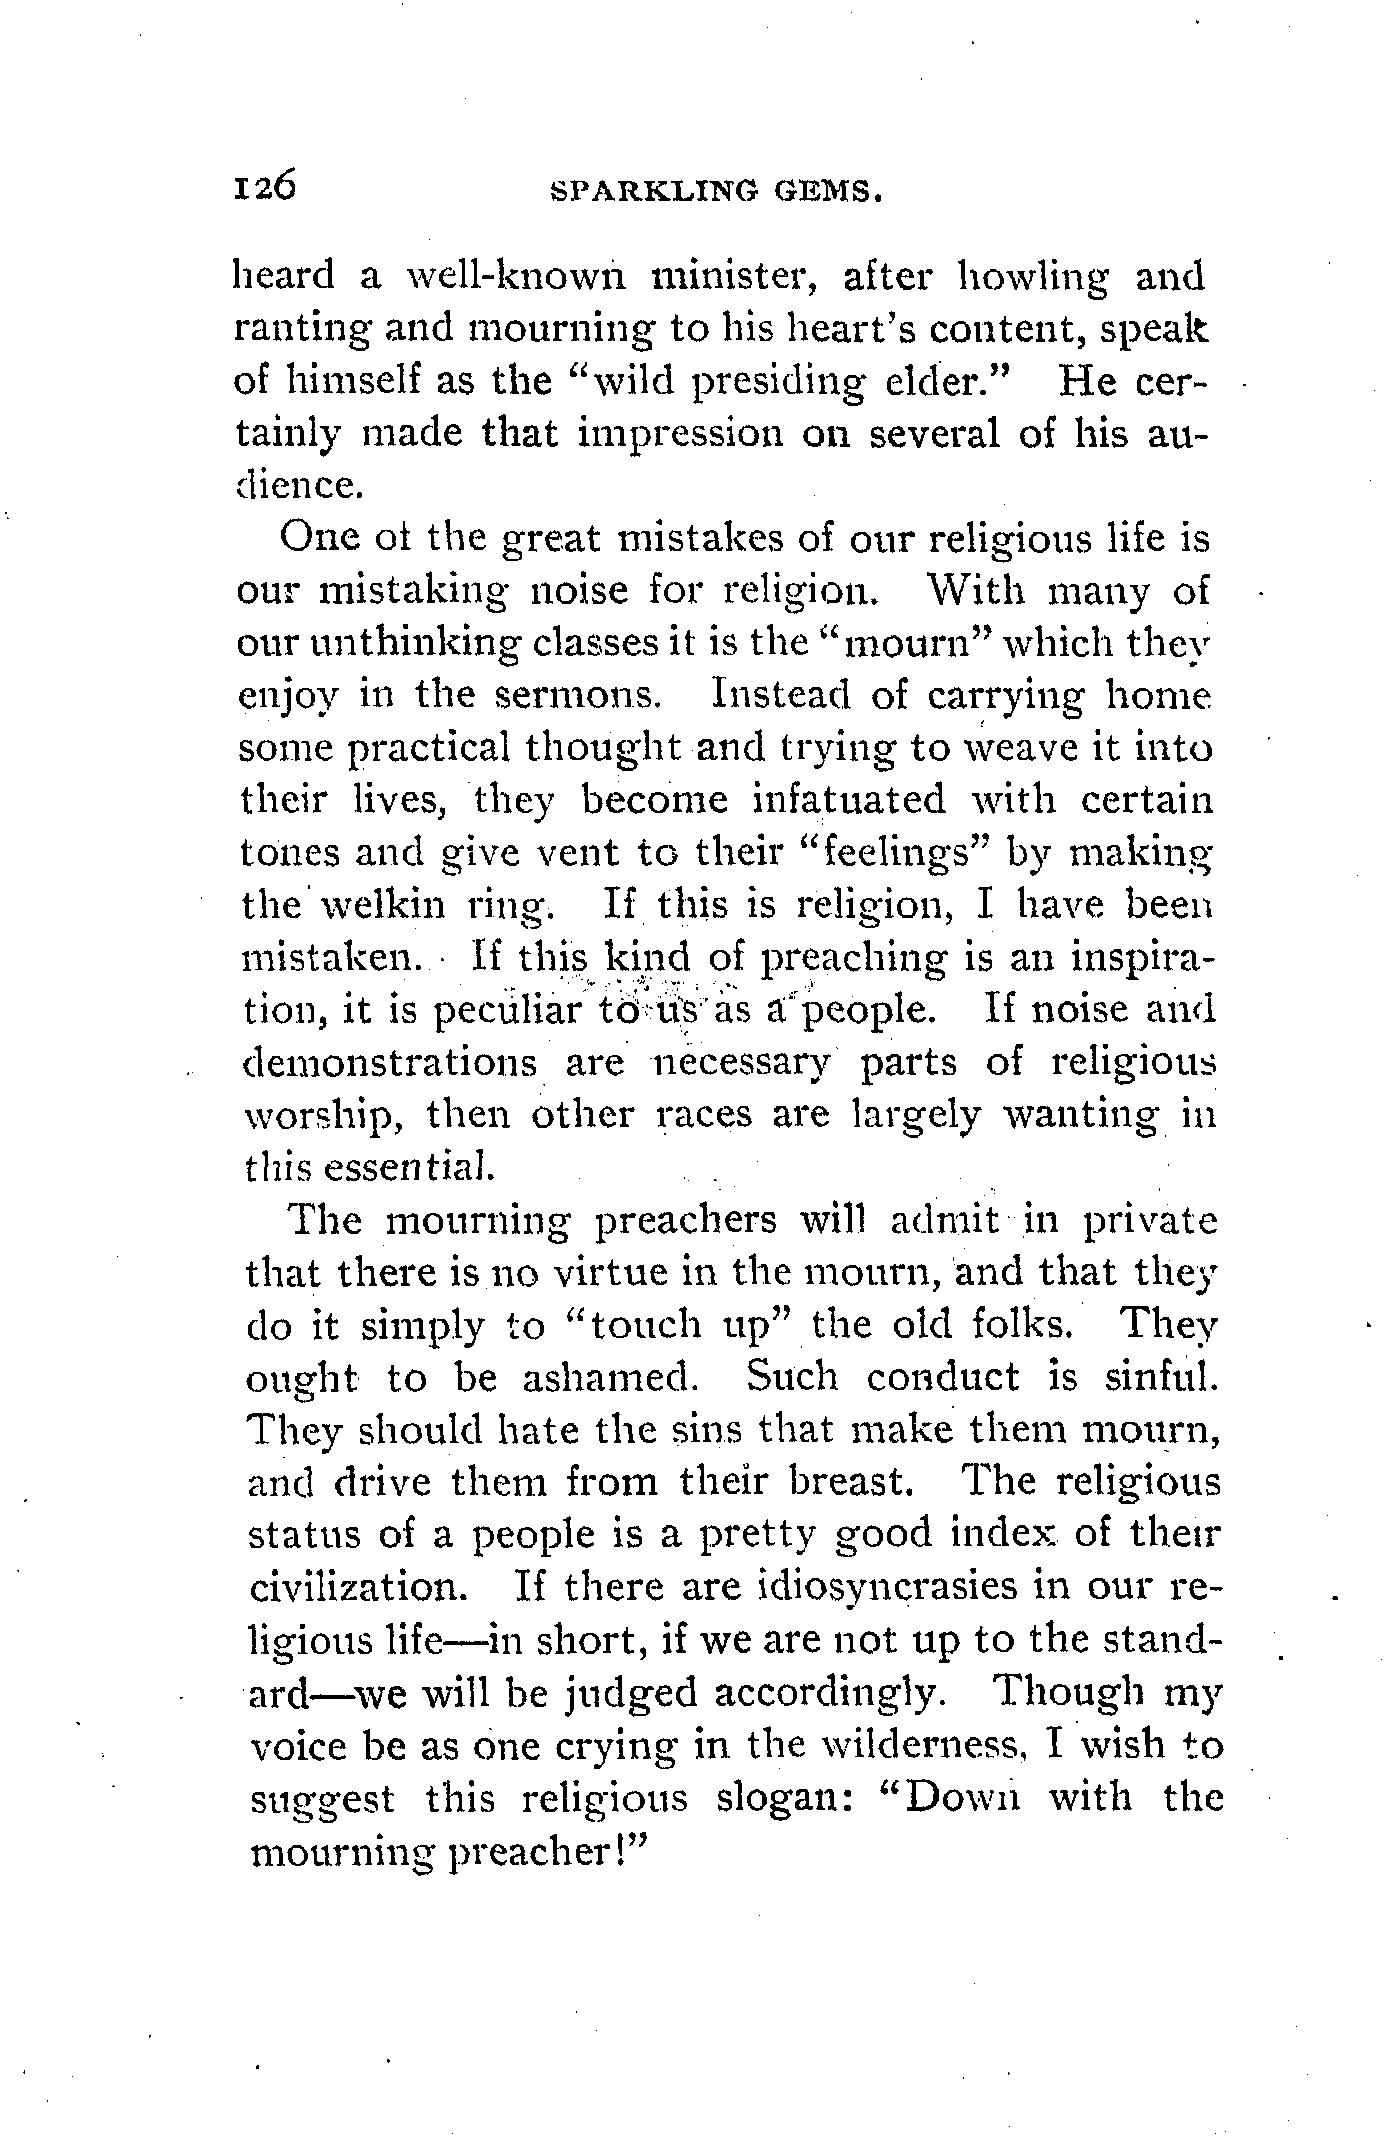 126 SPARKLING GEMS.
heard a well-known minister, after howling and
ranting and mourning to his heart's content, speak
of himself as the "wild presiding elder." He cer-
tainly made that impression on several of his au-
dience.
One of the great mistakes of our religious life is
our mistaking noise for religion. With many of
our unthinking classes it is the "mourn" which they
enjoy in the sermons. Instead of carrying home
some practical thought and trying to weave it into
their lives, they become infatuated with certain
tones and give vent to their "feelings" by making
the welkin ring. If this is religion, I have been
mistaken. If this kind of preaching is an inspira-
tion, it is peculiar to us as a people. If noise and
demonstrations are necessary parts of religious
worship, then other races are largely wanting in
this essential.
The mourning preachers will admit in private
that there is no virtue in the mourn, and that they
do it simply to "touch up" the old folks. They
ought to be ashamed. Such conduct is sinful.
They should hate the sins that make them mourn,
and drive them from their breast. The religious
status of a people is a pretty good index of their
civilization. If there are idiosyncrasies in our re-
ligious life—in short, if we are not up to the stand-
ard—we will be judged accordingly. Though my
voice be as one crying in the wilderness, I wish to
suggest this religious slogan: "Down with the
mourning preacher!"